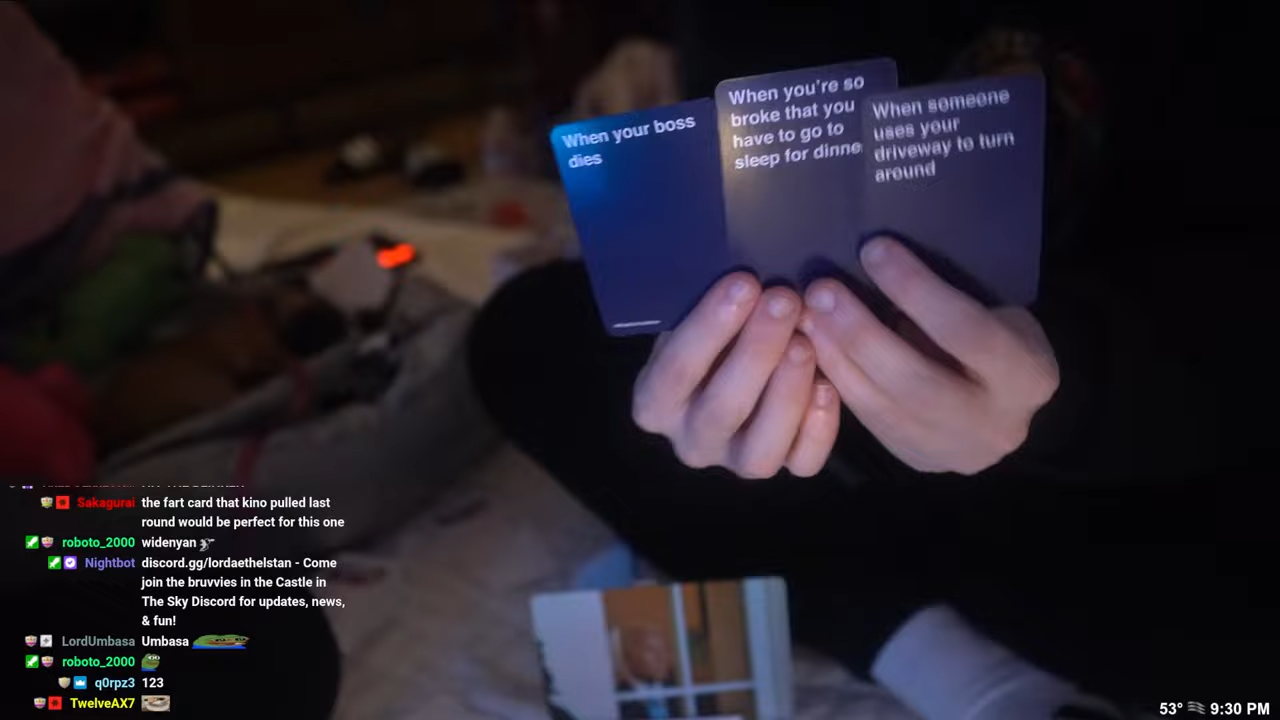 When your boss
dies
When you're so
broke that you
have to go to
sleep for dinne
When someone
uses your
driveway to turn
around
Sakagurai the fart card that kino pulled last
round would be perfect for this one
roboto_2000 widenyan
Nightbot discord.gg/lordaethelstan - Come
join the bruvvies in the Castle in
The Sky Discord for updates, news,
& fun!
LordUmbasa Umbasa
roboto_2000
q0rpz3 123
TwelveAX7
53° 9:30 PM